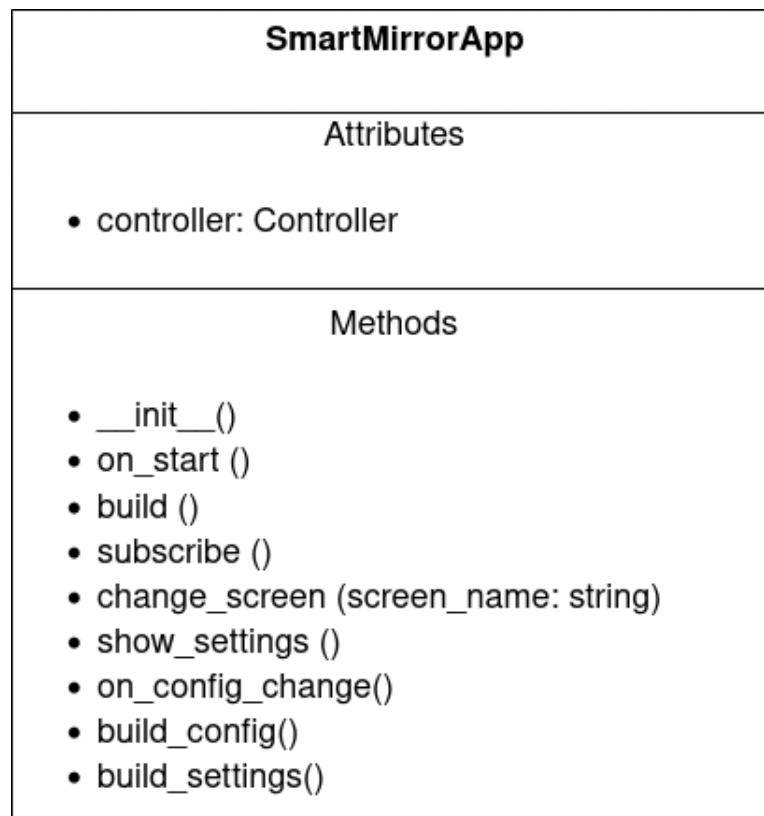 SmartMirrorApp
Attributes
• controller: Controller
Methods
• __init__()
• on_start ()
• build ()
• subscribe ()
• change_screen (screen_name: string)
• show_settings ()
• on_config_change()
• build_config()
• build_settings()